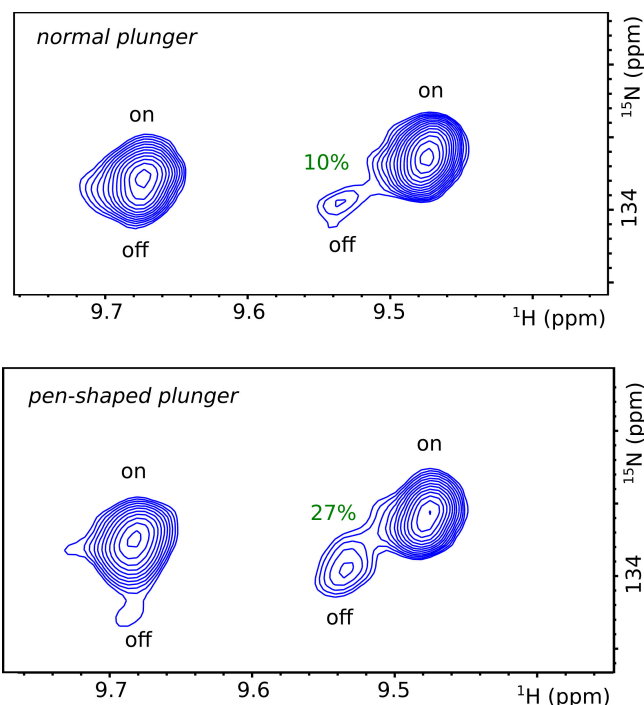 normal plunger
on
on
10%
off
off
¹⁵N (ppm)
134
9.7
9.6
9.5
¹H (ppm)
pen-shaped plunger
on
on
27%
off
off
¹⁵N (ppm)
134
9.7
9.6
9.5
¹H (ppm)